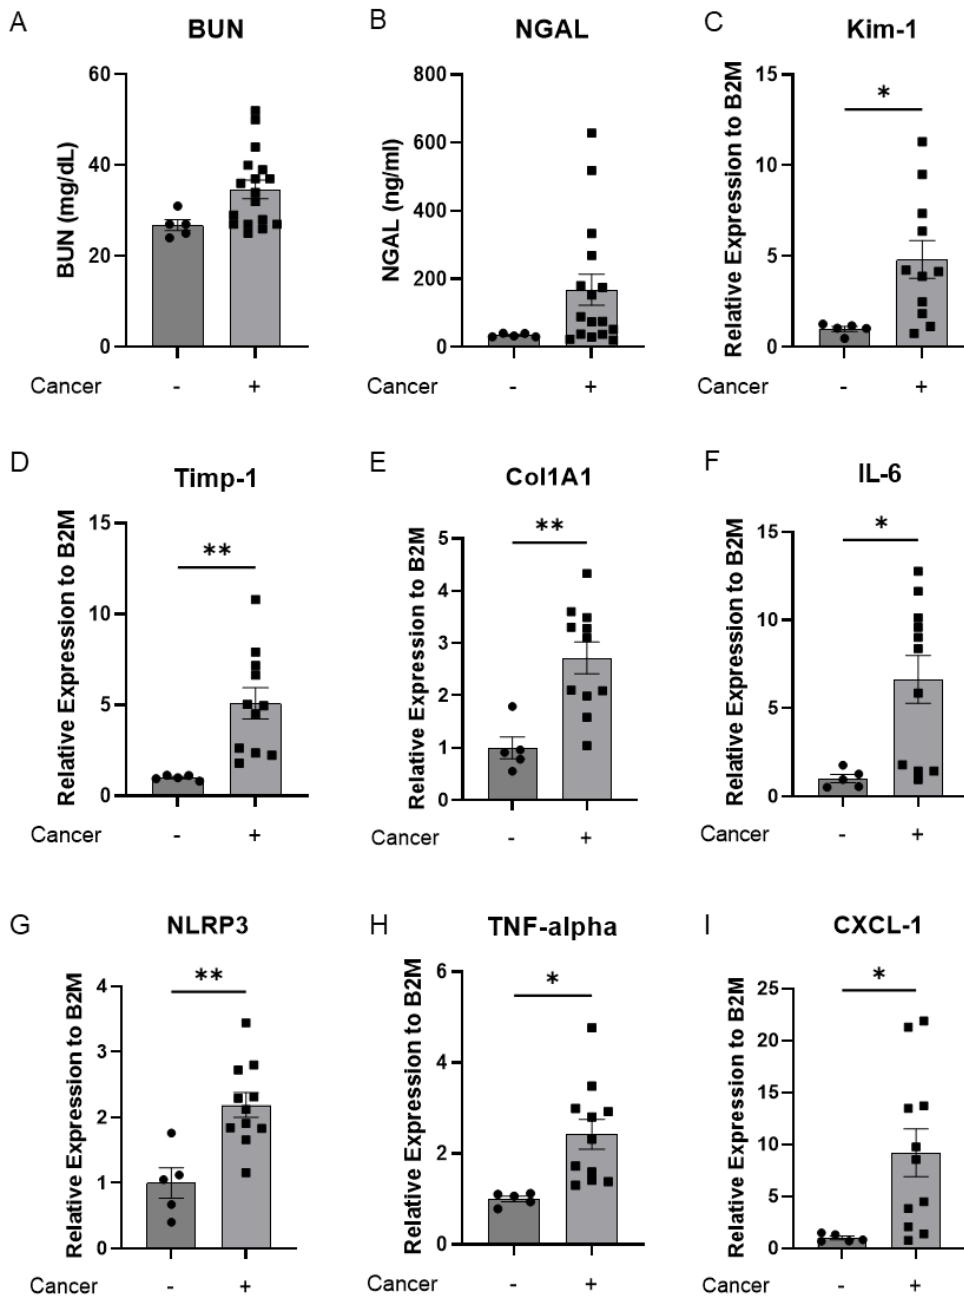 A
BUN
BUN (mg/dL)
60
40
20
0
Cancer - +
B
NGAL
NGAL (ng/ml)
800
600
400
200
0
Cancer - +
C
Kim-1
*
Relative Expression to B2M
15
10
5
0
Cancer - +
D
Timp-1
**
Relative Expression to B2M
15
10
5
0
Cancer - +
E
Col1A1
**
Relative Expression to B2M
5
4
3
2
1
0
Cancer - +
F
IL-6
*
Relative Expression to B2M
15
10
5
0
Cancer - +
G
NLRP3
**
Relative Expression to B2M
4
3
2
1
0
Cancer - +
H
TNF-alpha
*
Relative Expression to B2M
6
4
2
0
Cancer - +
I
CXCL-1
*
Relative Expression to B2M
25
20
15
10
5
0
Cancer - +